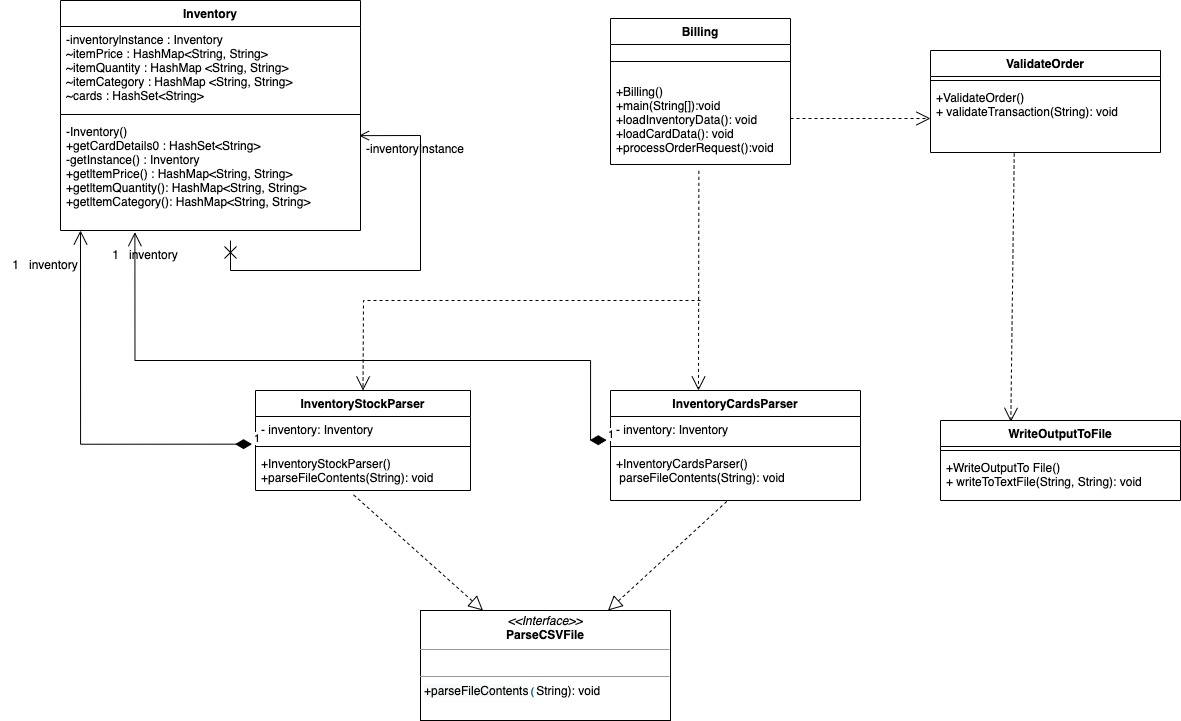 Inventory
-inventoryInstance : Inventory
~itemPrice : HashMap<String, String>
~itemQuantity : HashMap <String, String>
~itemCategory : HashMap <String, String>
~cards : HashSet<String>
-Inventory()
+getCardDetails0 : HashSet<String>
-getInstance() : Inventory
+getItemPrice() : HashMap<String, String>
+getItemQuantity(): HashMap<String, String>
+getItemCategory(): HashMap<String, String>
-inventoryInstance
1 inventory
1 inventory
Billing
+Billing()
+main(String[]):void
+loadInventoryData(): void
+loadCardData(): void
+processOrderRequest():void
ValidateOrder
+ValidateOrder()
+ validateTransaction(String): void
InventoryStockParser
1
- inventory: Inventory
+InventoryStockParser()
+parseFileContents(String): void
InventoryCardsParser
1
- inventory: Inventory
+InventoryCardsParser()
parseFileContents(String): void
WriteOutputToFile
+WriteOutputTo File()
+ writeToTextFile(String, String): void
<<Interface>>
ParseCSVFile
+parseFileContents ( String): void